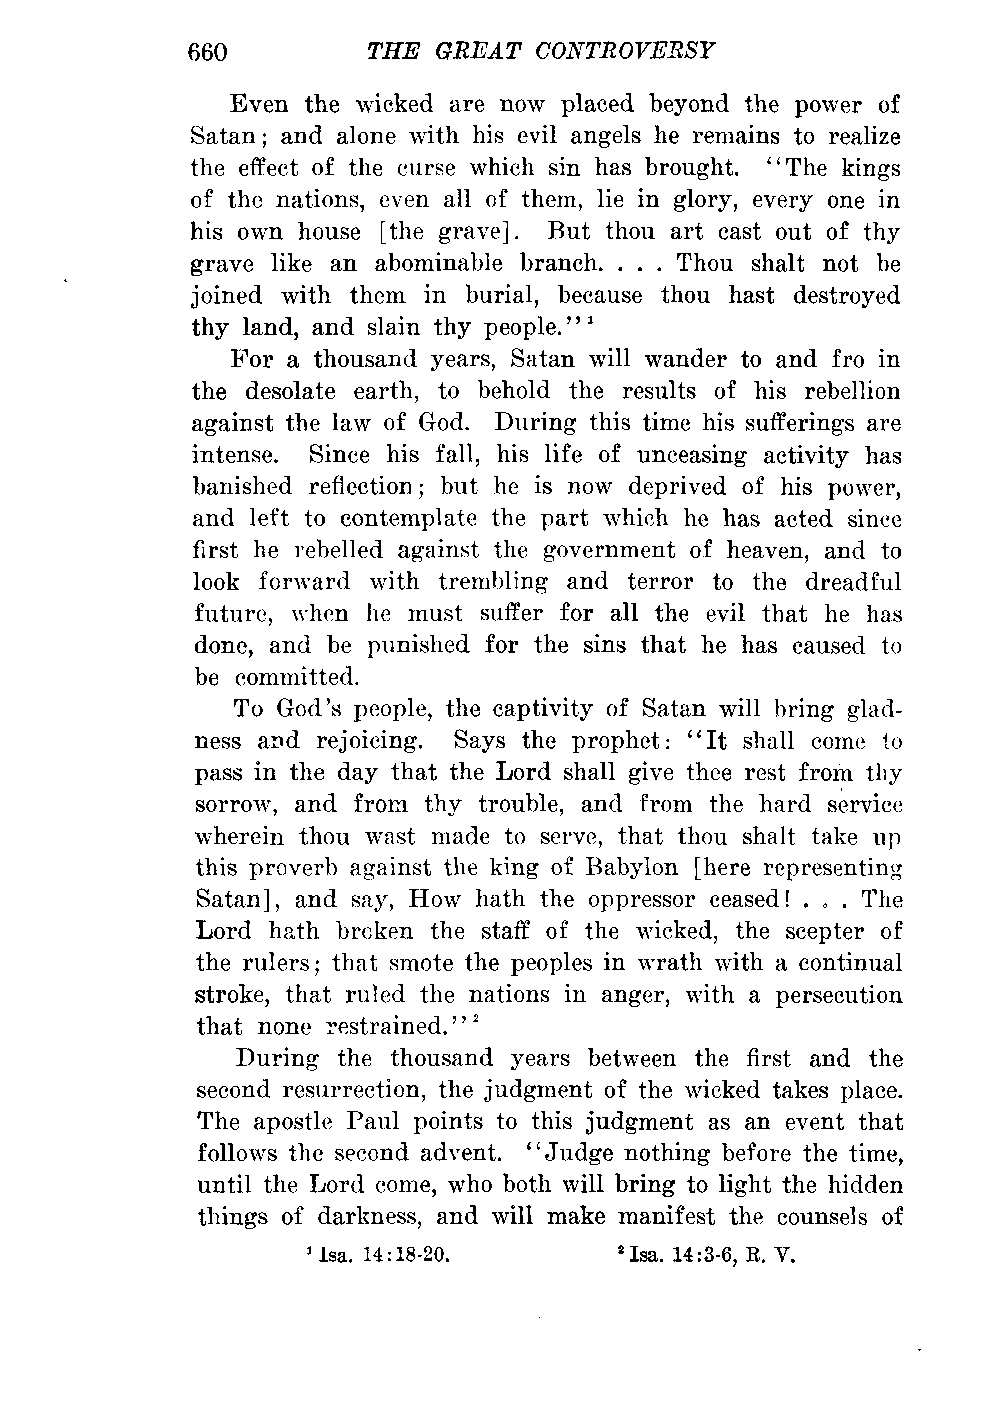 660 THE GREAT CONTROVERSY
Even the wicked are now placed beyond the power of
Satan; and alone with his evil angels he remains to realize
the effect of the curse which sin has brought. "The kings
of the nations, even all of them, lie in glory, every one in
his own house [the grave]. But thou art cast out of thy
grave like an abominable branch. . . . Thou shalt not be
joined with them in burial, because thou hast destroyed
thy land, and slain thy people." ¹
For a thousand years, Satan will wander to and fro in
the desolate earth, to behold the results of his rebellion
against the law of God. During this time his sufferings are
intense. Since his fall, his life of unceasing activity has
banished reflection; but he is now deprived of his power,
and left to contemplate the part which he has acted since
first he rebelled against the government of heaven, and to
look forward with trembling and terror to the dreadful
future, when he must suffer for all the evil that he has
done, and be punished for the sins that he has caused to
be committed.
To God's people, the captivity of Satan will bring glad-
ness and rejoicing. Says the prophet: "It shall come to
pass in the day that the Lord shall give thee rest from thy
sorrow, and from thy trouble, and from the hard service
wherein thou wast made to serve, that thou shalt take up
this proverb against the king of Babylon [here representing
Satan], and say, How hath the oppressor ceased! . . . The
Lord hath broken the staff of the wicked, the scepter of
the rulers; that smote the peoples in wrath with a continual
stroke, that ruled the nations in anger, with a persecution
that none restrained." ²
During the thousand years between the first and the
second resurrection, the judgment of the wicked takes place.
The apostle Paul points to this judgment as an event that
follows the second advent. "Judge nothing before the time,
until the Lord come, who both will bring to light the hidden
things of darkness, and will make manifest the counsels of
¹ Isa. 14:18-20. ² Isa. 14:3-6, R. V.